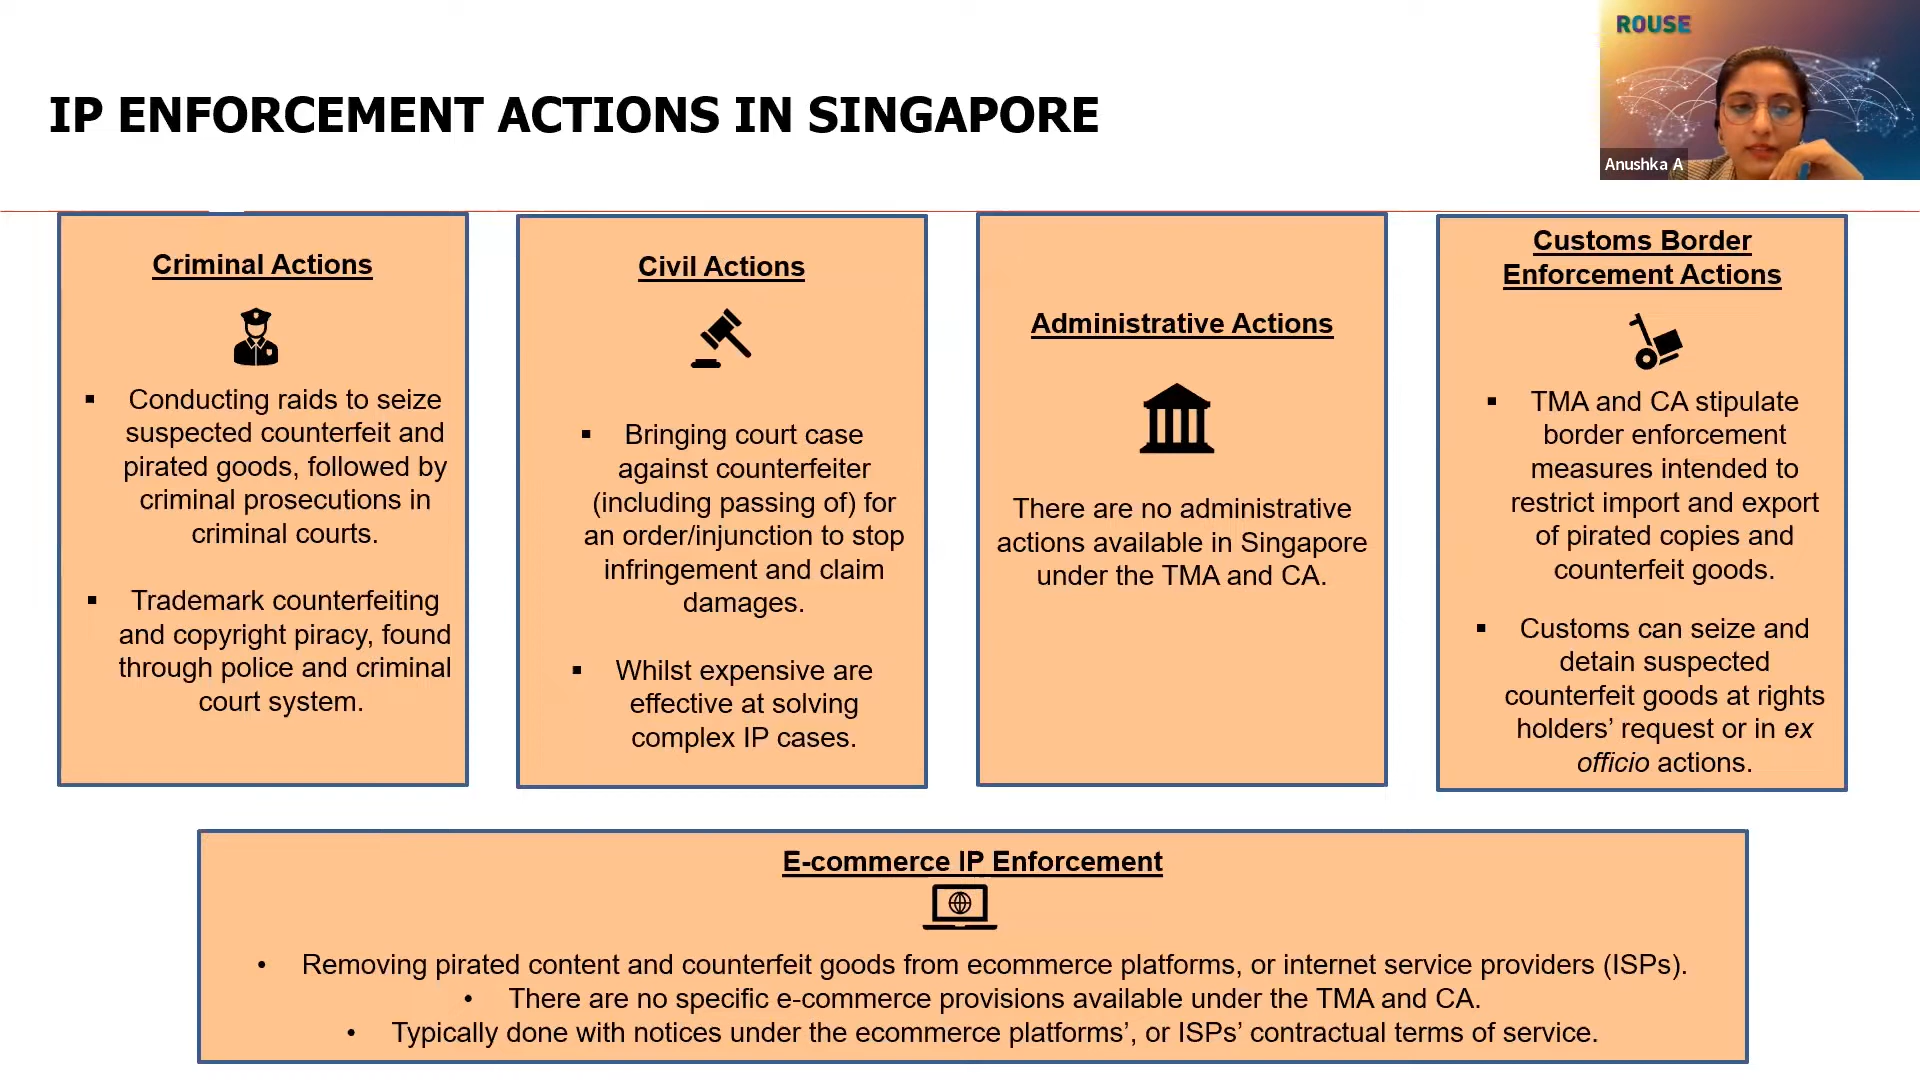 ROUSE
Anushka A
IP ENFORCEMENT ACTIONS IN SINGAPORE
Criminal Actions
▪ Conducting raids to seize
suspected counterfeit and
pirated goods, followed by
criminal prosecutions in
criminal courts.
▪ Trademark counterfeiting
and copyright piracy, found
through police and criminal
court system.
Civil Actions
▪ Bringing court case
against counterfeiter
(including passing of) for
an order/injunction to stop
infringement and claim
damages.
▪ Whilst expensive are
effective at solving
complex IP cases.
Administrative Actions
There are no administrative
actions available in Singapore
under the TMA and CA.
Customs Border
Enforcement Actions
▪ TMA and CA stipulate
border enforcement
measures intended to
restrict import and export
of pirated copies and
counterfeit goods.
▪ Customs can seize and
detain suspected
counterfeit goods at rights
holders’ request or in ex
officio actions.
E-commerce IP Enforcement
• Removing pirated content and counterfeit goods from ecommerce platforms, or internet service providers (ISPs).
• There are no specific e-commerce provisions available under the TMA and CA.
• Typically done with notices under the ecommerce platforms’, or ISPs’ contractual terms of service.